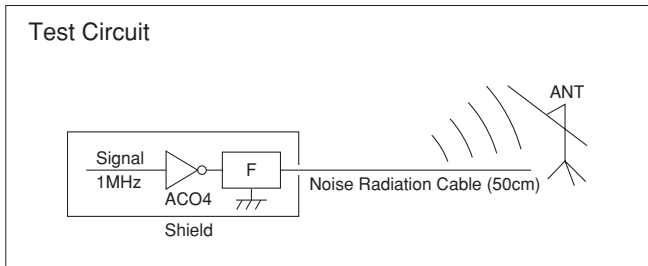 Test Circuit
ANT
Signal
1MHz
F
ACO4
Noise Radiation Cable (50cm)
Shield